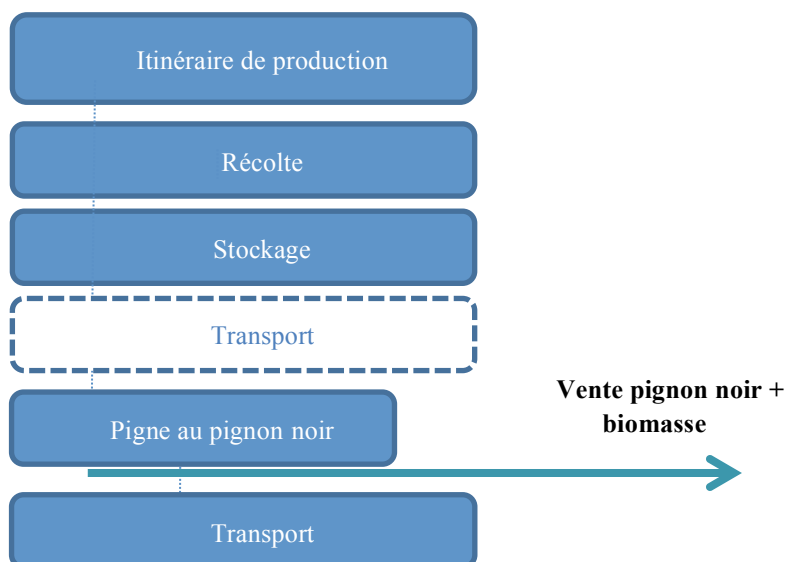 Itinéraire de production
Récolte
Stockage
Transport
Vente pignon noir +
biomasse
Pigne au pignon noir
Transport